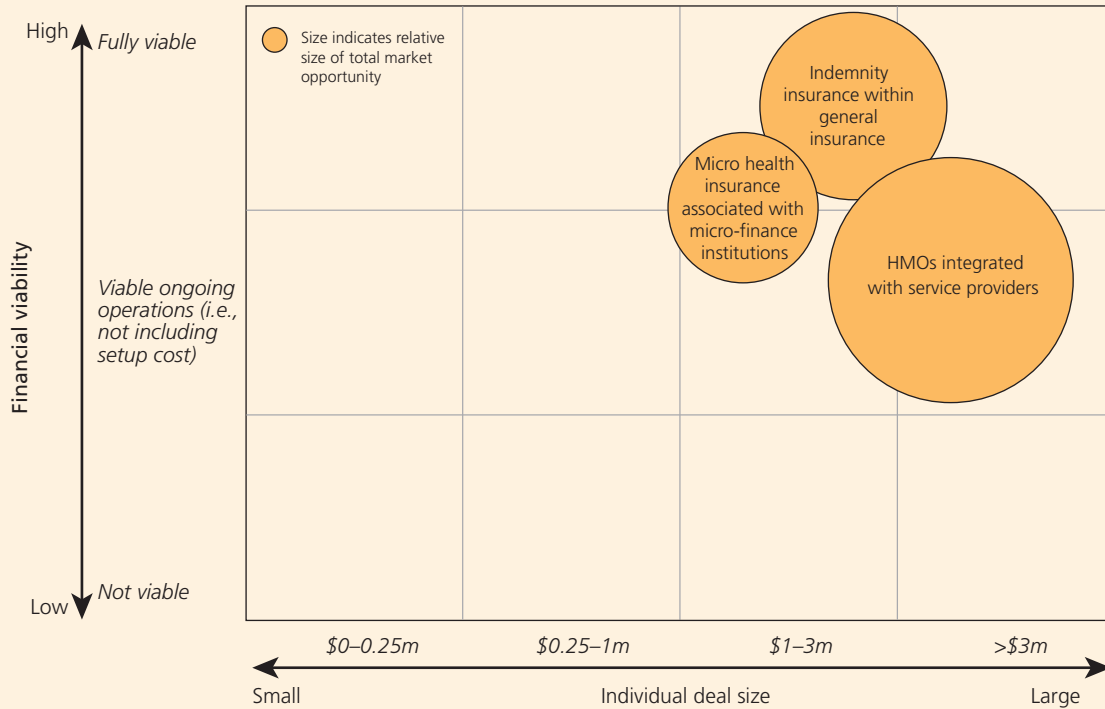 High
Fully viable
Size indicates relative
size of total market
opportunity
Indemnity
insurance within
general
insurance
Micro health
insurance
associated with
micro-finance
institutions
HMOs integrated
with service providers
Financial viability
Viable ongoing
operations (i.e.,
not including
setup cost)
Not viable
Low
$0–0.25m
$0.25–1m
$1–3m
>$3m
Small
Individual deal size
Large